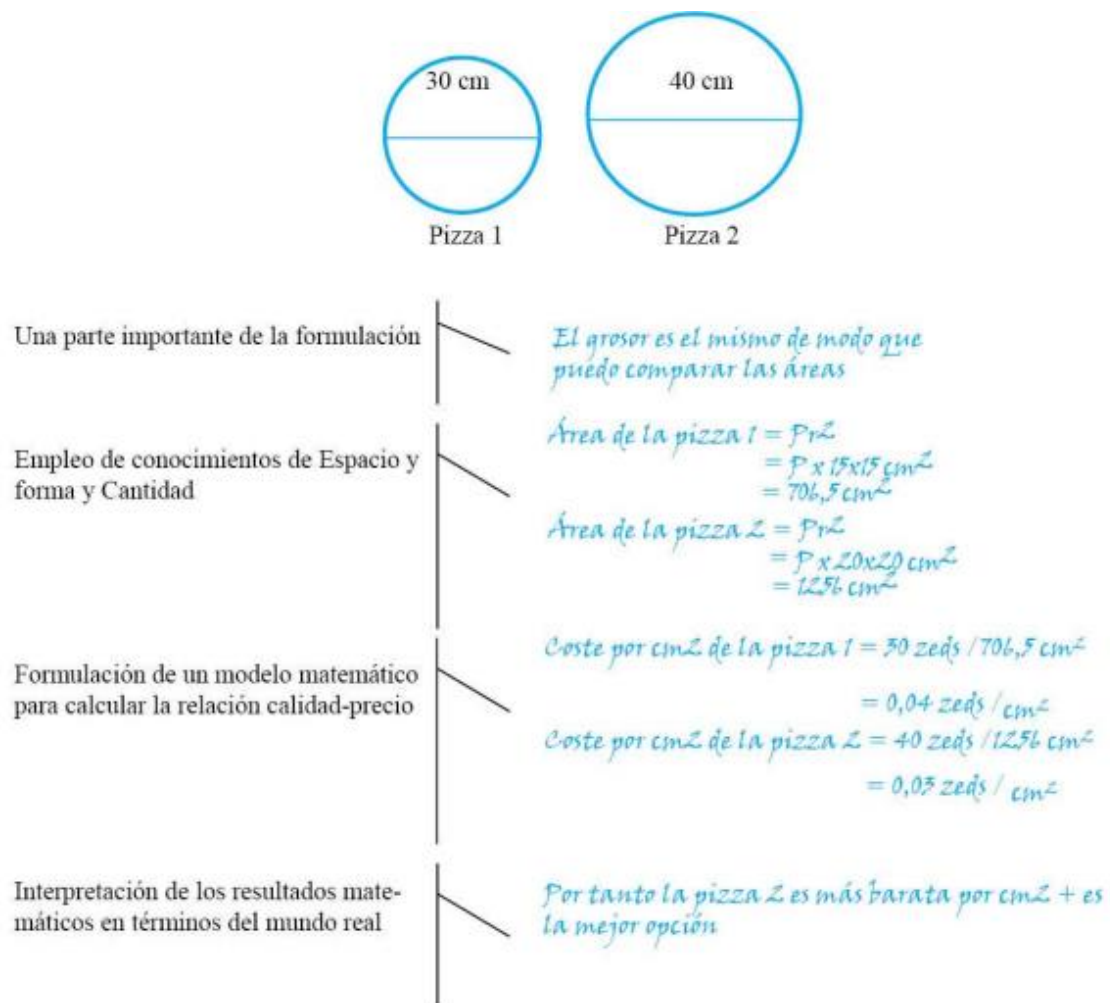 30 cm
40 cm
Pizza 1
Pizza 2
Una parte importante de la formulación
El grosor es el mismo de modo que
puedo comparar las áreas
Empleo de conocimientos de Espacio y
forma y Cantidad
Área de la pizza 1 = Pr2
= P x 15x15 cm2
= 706,5 cm2
Área de la pizza 2 = Pr2
= P x 20x20 cm2
= 1256 cm2
Formulación de un modelo matemático
para calcular la relación calidad-precio
Coste por cm2 de la pizza 1 = 30 zeds /706,5 cm2
= 0,04 zeds / cm2
Coste por cm2 de la pizza 2 = 40 zeds /1256 cm2
= 0,03 zeds / cm2
Interpretación de los resultados mate-
máticos en términos del mundo real
Por tanto la pizza 2 es más barata por cm2 + es
la mejor opción